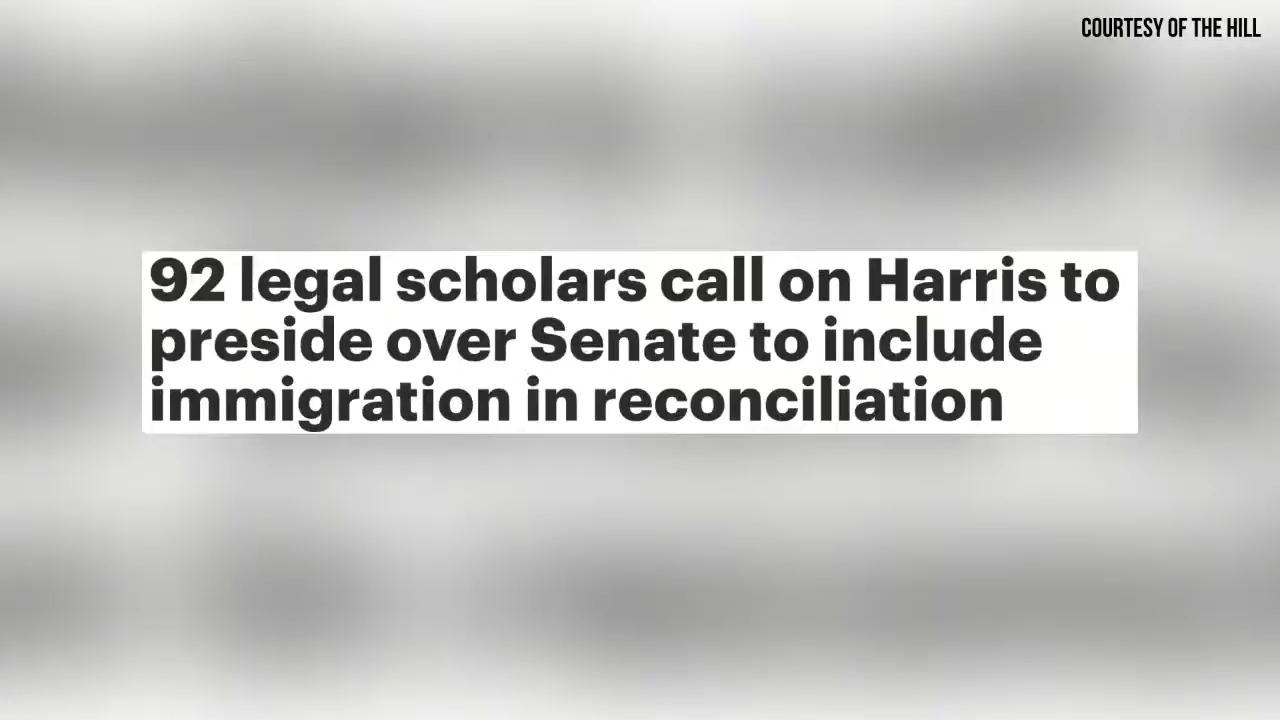 COURTESY OF THE HILL
92 legal scholars call on Harris to
preside over Senate to include
immigration in reconciliation